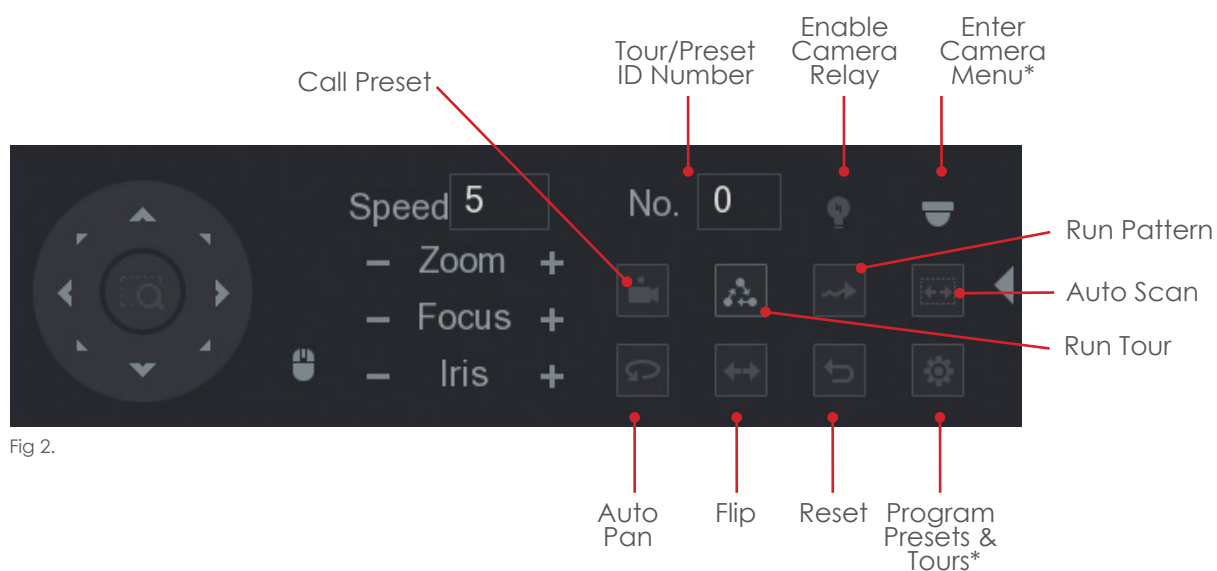 Enable
Camera
Relay
Enter
Camera
Menu*
Tour/Preset
ID Number
Call Preset
Speed 5
No. 0
Run Pattern
– Zoom +
Auto Scan
– Focus +
Run Tour
– Iris +
Fig 2.
Auto
Pan
Flip
Reset
Program
Presets &
Tours*